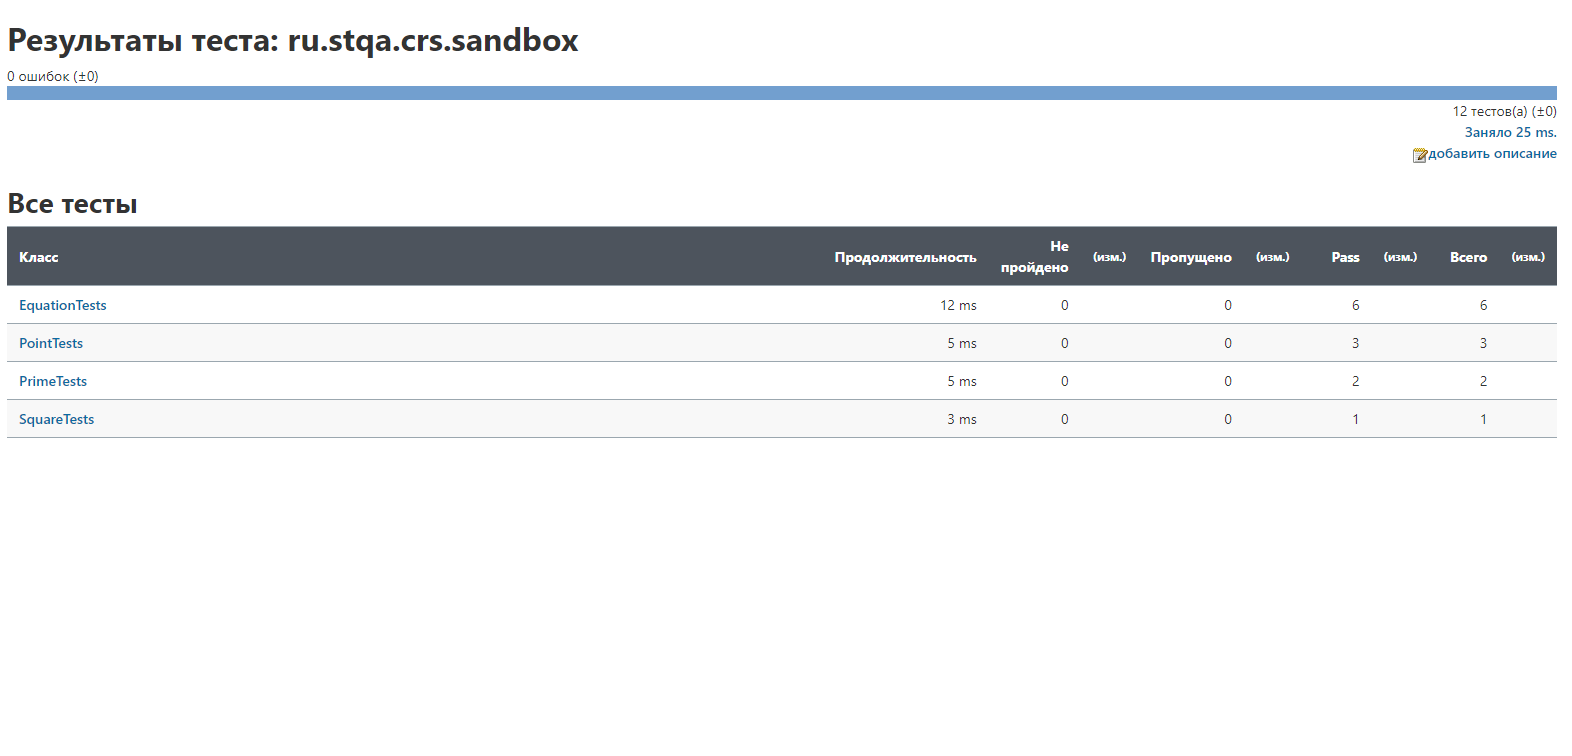 Результаты теста: ru.stqa.crs.sandbox
0 ошибок (±0)
12 тестов(а) (±0)
Заняло 25 ms.
добавить описание
Все тесты
Класс Продолжительность Не пройдено (изм.) Пропущено (изм.) Pass (изм.) Всего (изм.)
EquationTests 12 ms 0 0 6 6
PointTests 5 ms 0 0 3 3
PrimeTests 5 ms 0 0 2 2
SquareTests 3 ms 0 0 1 1